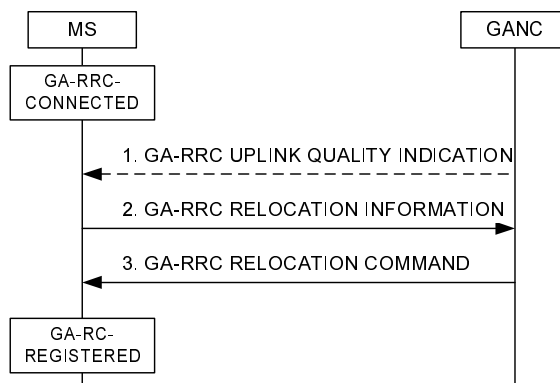 MS
GANC
GA-RRC-
CONNECTED
1. GA-RRC UPLINK QUALITY INDICATION
2. GA-RRC RELOCATION INFORMATION
3. GA-RRC RELOCATION COMMAND
GA-RC-
REGISTERED